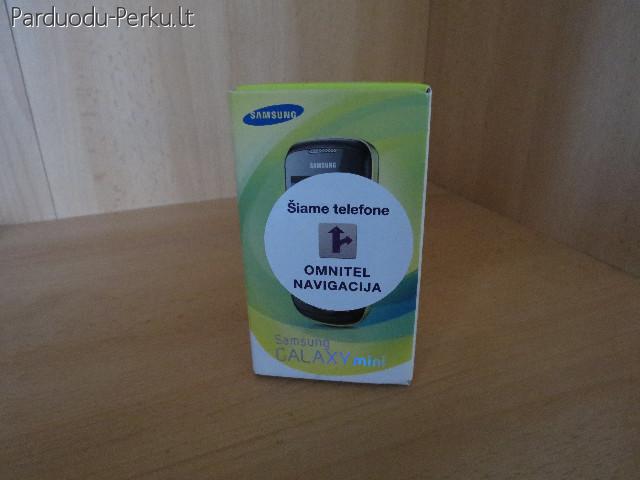 Parduodu-Perku.lt
SAMSUNG
SAMSUNG
Šiame telefone
OMNITEL
NAVIGACIJA
Samsung
GALAXY mini